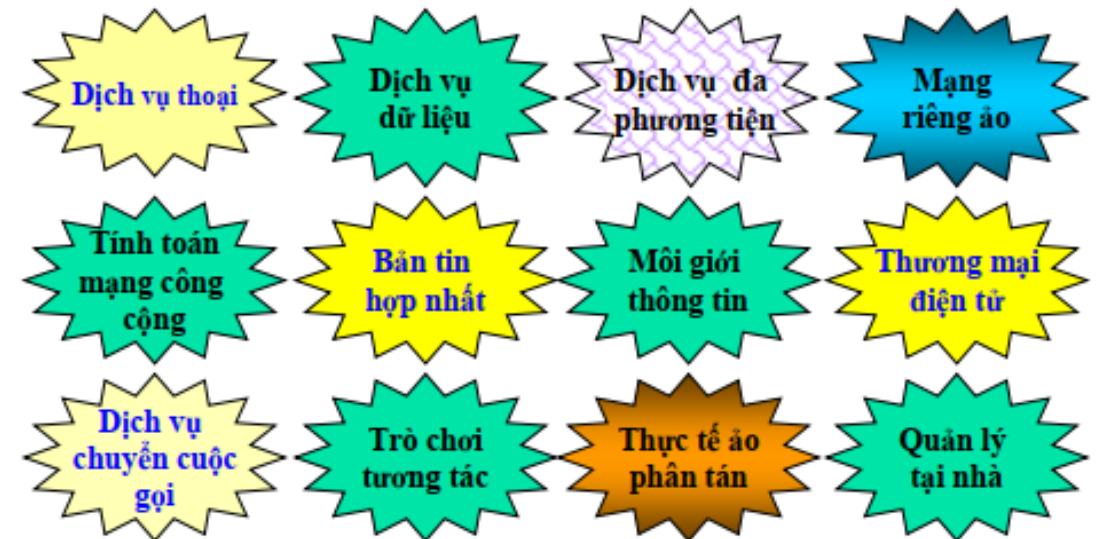 Dịch vụ thoại
Dịch vụ
dữ liệu
Dịch vụ đa
phương tiện
Mạng
riêng ảo
Tính toán
mạng công
cộng
Bản tin
hợp nhất
Môi giới
thông tin
Thương mại
điện tử
Dịch vụ
chuyển cuộc
gọi
Trò chơi
tương tác
Thực tế ảo
phân tán
Quản lý
tại nhà